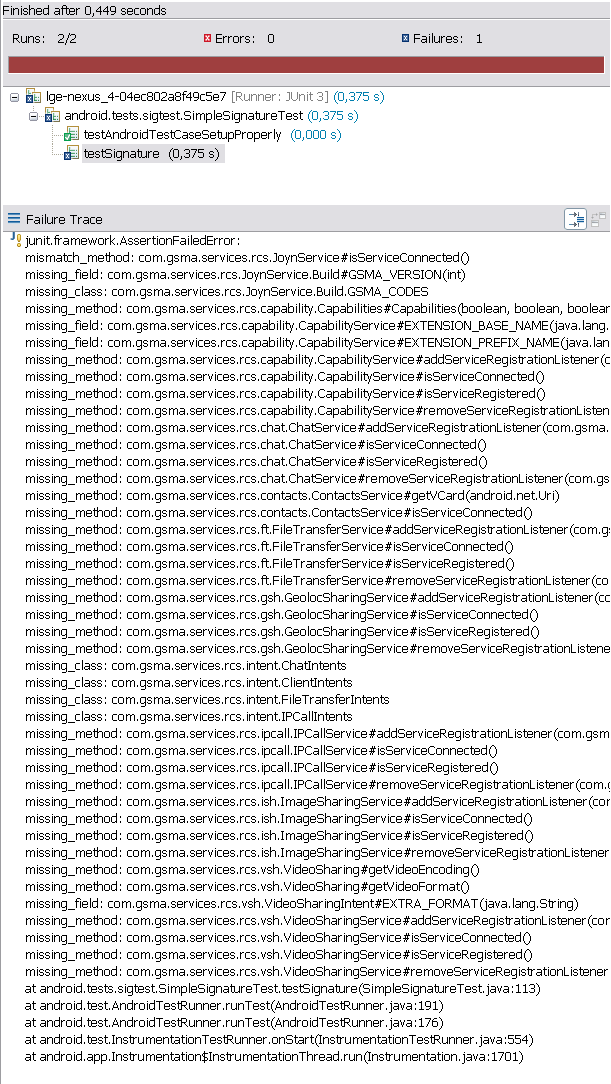 Finished after 0,449 seconds
Runs: 2/2 Errors: 0 Failures: 1
lge-nexus_4-04ec802a8f49c5e7 [Runner: JUnit 3] (0,375 s)
android.tests.sigtest.SimpleSignatureTest (0,375 s)
testAndroidTestCaseSetupProperly (0,000 s)
testSignature (0,375 s)
Failure Trace
junit.framework.AssertionFailedError:
mismatch_method: com.gsma.services.rcs.JoynService#isServiceConnected()
missing_field: com.gsma.services.rcs.JoynService.Build#GSMA_VERSION(int)
missing_class: com.gsma.services.rcs.JoynService.Build.GSMA_CODES
missing_method: com.gsma.services.rcs.capability.Capabilities#Capabilities(boolean, boolean, boolean
missing_field: com.gsma.services.rcs.capability.CapabilityService#EXTENSION_BASE_NAME(java.lang.
missing_field: com.gsma.services.rcs.capability.CapabilityService#EXTENSION_PREFIX_NAME(java.lan
missing_method: com.gsma.services.rcs.capability.CapabilityService#addServiceRegistrationListener(c
missing_method: com.gsma.services.rcs.capability.CapabilityService#isServiceConnected()
missing_method: com.gsma.services.rcs.capability.CapabilityService#isServiceRegistered()
missing_method: com.gsma.services.rcs.capability.CapabilityService#removeServiceRegistrationListen
missing_method: com.gsma.services.rcs.chat.ChatService#addServiceRegistrationListener(com.gsma.
missing_method: com.gsma.services.rcs.chat.ChatService#isServiceConnected()
missing_method: com.gsma.services.rcs.chat.ChatService#isServiceRegistered()
missing_method: com.gsma.services.rcs.chat.ChatService#removeServiceRegistrationListener(com.gs
missing_method: com.gsma.services.rcs.contacts.ContactsService#getVCard(android.net.Uri)
missing_method: com.gsma.services.rcs.contacts.ContactsService#isServiceConnected()
missing_method: com.gsma.services.rcs.ft.FileTransferService#addServiceRegistrationListener(com.gs
missing_method: com.gsma.services.rcs.ft.FileTransferService#isServiceConnected()
missing_method: com.gsma.services.rcs.ft.FileTransferService#isServiceRegistered()
missing_method: com.gsma.services.rcs.ft.FileTransferService#removeServiceRegistrationListener(co
missing_method: com.gsma.services.rcs.gsh.GeolocSharingService#addServiceRegistrationListener(co
missing_method: com.gsma.services.rcs.gsh.GeolocSharingService#isServiceConnected()
missing_method: com.gsma.services.rcs.gsh.GeolocSharingService#isServiceRegistered()
missing_method: com.gsma.services.rcs.gsh.GeolocSharingService#removeServiceRegistrationListene
missing_class: com.gsma.services.rcs.intent.ChatIntents
missing_class: com.gsma.services.rcs.intent.ClientIntents
missing_class: com.gsma.services.rcs.intent.FileTransferIntents
missing_class: com.gsma.services.rcs.intent.IPCallIntents
missing_method: com.gsma.services.rcs.ipcall.IPCallService#addServiceRegistrationListener(com.gsm
missing_method: com.gsma.services.rcs.ipcall.IPCallService#isServiceConnected()
missing_method: com.gsma.services.rcs.ipcall.IPCallService#isServiceRegistered()
missing_method: com.gsma.services.rcs.ipcall.IPCallService#removeServiceRegistrationListener(com.g
missing_method: com.gsma.services.rcs.ish.ImageSharingService#addServiceRegistrationListener(cor
missing_method: com.gsma.services.rcs.ish.ImageSharingService#isServiceConnected()
missing_method: com.gsma.services.rcs.ish.ImageSharingService#isServiceRegistered()
missing_method: com.gsma.services.rcs.ish.ImageSharingService#removeServiceRegistrationListener
missing_method: com.gsma.services.rcs.vsh.VideoSharing#getVideoEncoding()
missing_method: com.gsma.services.rcs.vsh.VideoSharing#getVideoFormat()
missing_field: com.gsma.services.rcs.vsh.VideoSharingIntent#EXTRA_FORMAT(java.lang.String)
missing_method: com.gsma.services.rcs.vsh.VideoSharingService#addServiceRegistrationListener(cor
missing_method: com.gsma.services.rcs.vsh.VideoSharingService#isServiceConnected()
missing_method: com.gsma.services.rcs.vsh.VideoSharingService#isServiceRegistered()
missing_method: com.gsma.services.rcs.vsh.VideoSharingService#removeServiceRegistrationListener
at android.tests.sigtest.SimpleSignatureTest.testSignature(SimpleSignatureTest.java:113)
at android.test.AndroidTestRunner.runTest(AndroidTestRunner.java:191)
at android.test.AndroidTestRunner.runTest(AndroidTestRunner.java:176)
at android.test.InstrumentationTestRunner.onStart(InstrumentationTestRunner.java:554)
at android.app.Instrumentation$InstrumentationThread.run(Instrumentation.java:1701)